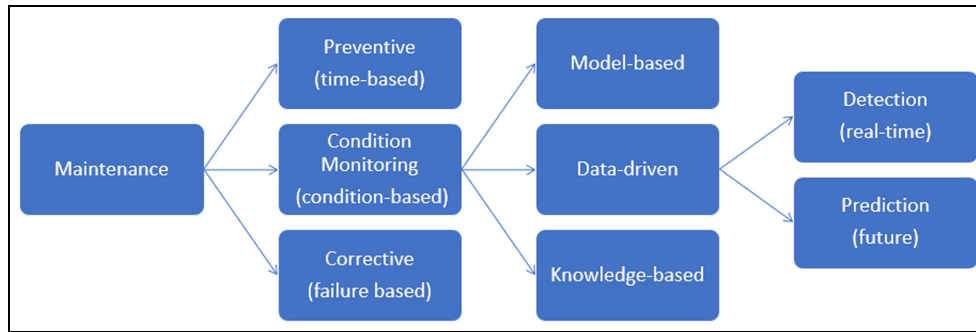 Maintenance
Preventive
(time-based)
Condition
Monitoring
(condition-based)
Corrective
(failure based)
Model-based
Data-driven
Knowledge-based
Detection
(real-time)
Prediction
(future)